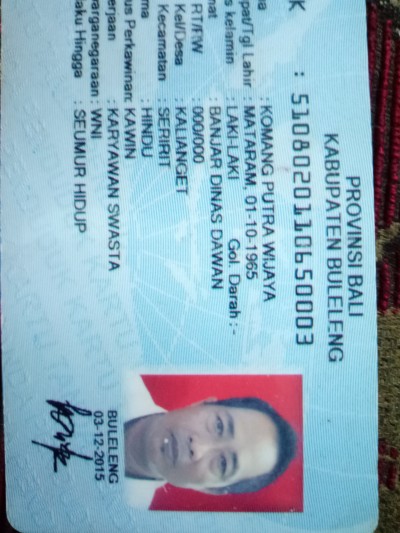 PROVINSI BALI
KABUPATEN BULELENG
K : 5108020110650003
: KOMANG PUTRA WIJAYA
pat/Tgl Lahir : MATARAM, 01-10-1965
s kelamin : LAKI-LAKI Gol. Darah : -
mat : BANJAR DINAS DAWAN
RT/RW : 000/000
Kel/Desa : KALIANGET
Kecamatan : SERIRIT
ma : HINDU
us Perkawinan: KAWIN
erjaan : KARYAWAN SWASTA
warganegaraan : WNI
aku Hingga : SEUMUR HIDUP
BULELENG
03-12-2015